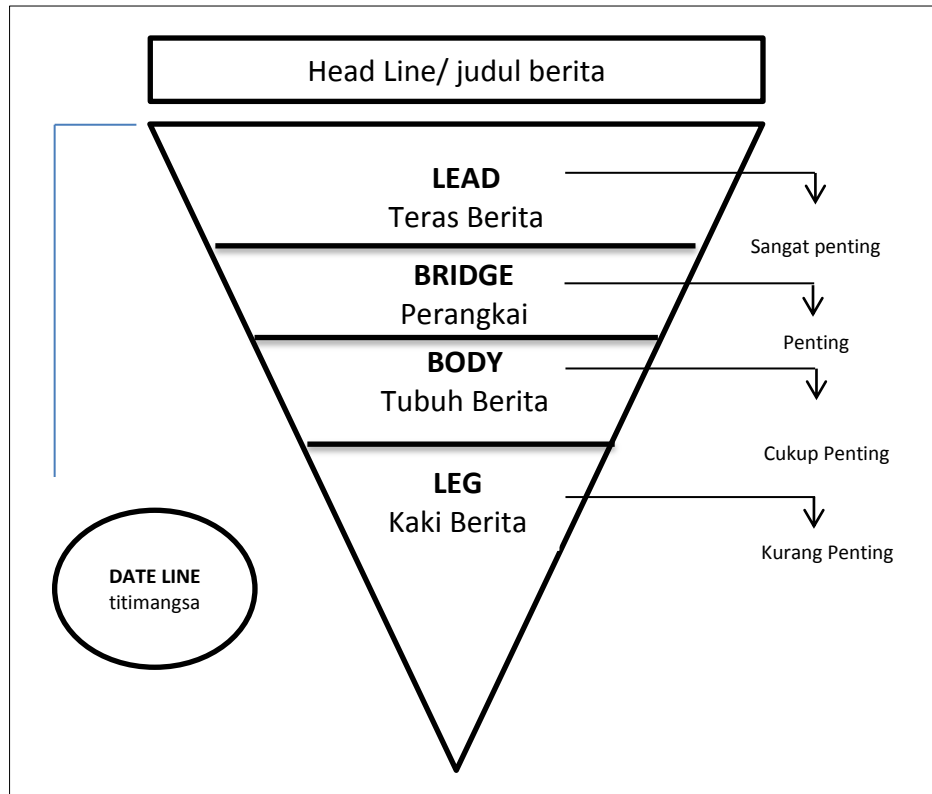 Head Line/ judul berita
LEAD
Teras Berita
Sangat penting
BRIDGE
Perangkai
Penting
BODY
Tubuh Berita
Cukup Penting
LEG
Kaki Berita
Kurang Penting
DATE LINE
titimangsa